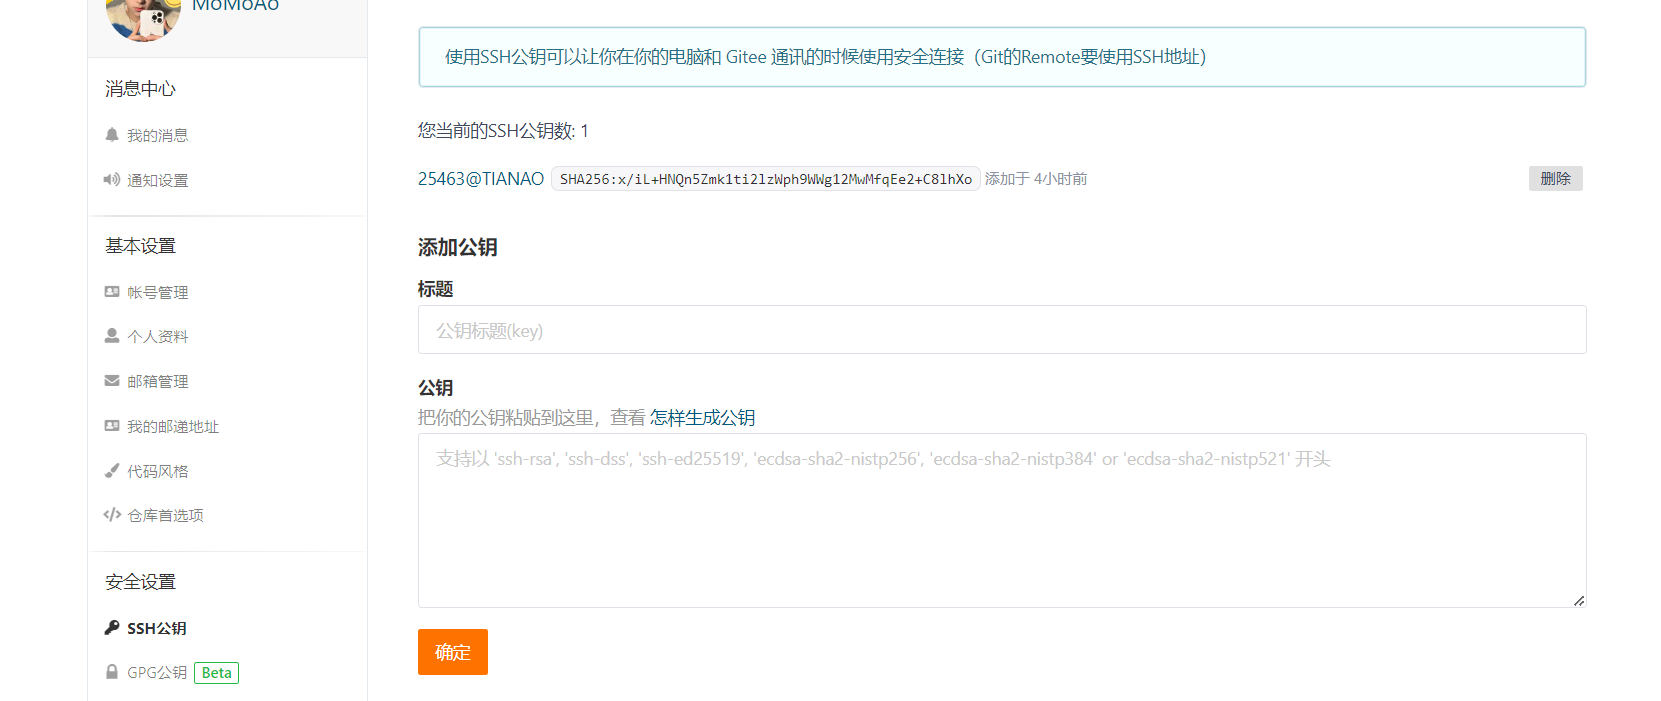 MoMoAo
消息中心
我的消息
通知设置
基本设置
帐号管理
个人资料
邮箱管理
我的邮递地址
代码风格
仓库首选项
安全设置
SSH公钥
GPG公钥 Beta
使用SSH公钥可以让你在你的电脑和 Gitee 通讯的时候使用安全连接（Git的Remote要使用SSH地址）
您当前的SSH公钥数: 1
25463@TIANAO SHA256:x/iL+HNQn5Zmk1ti2lzWph9WWg12MwMfqEe2+C8lhXo 添加于 4小时前 删除
添加公钥
标题
公钥标题(key)
公钥
把你的公钥粘贴到这里，查看 怎样生成公钥
支持以 'ssh-rsa', 'ssh-dss', 'ssh-ed25519', 'ecdsa-sha2-nistp256', 'ecdsa-sha2-nistp384' or 'ecdsa-sha2-nistp521' 开头
确定